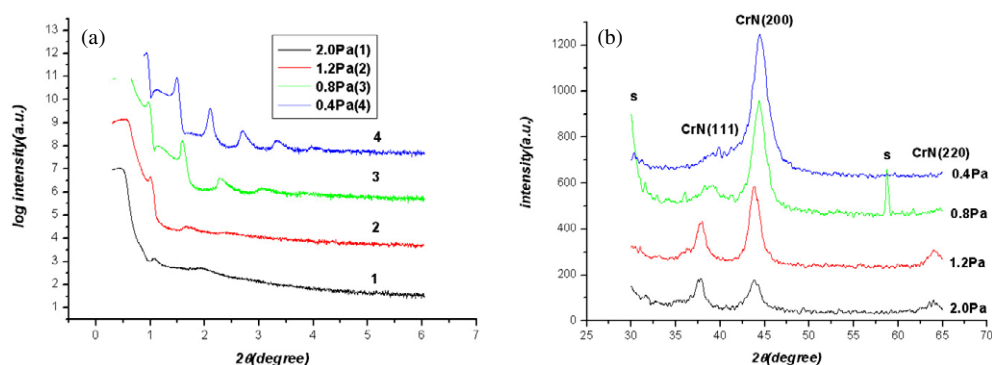 (a)
log intensity(a.u.)
13
12
11
10
9
8
7
6
5
4
3
2
1
2.0Pa(1)
1.2Pa(2)
0.8Pa(3)
0.4Pa(4)
4
3
2
1
0 1 2 3 4 5 6 7
2θ(degree)
(b)
intensity(a.u.)
1200
1000
800
600
400
200
0
CrN(200)
s
CrN(111)
s
CrN(220)
0.4Pa
0.8Pa
1.2Pa
2.0Pa
25 30 35 40 45 50 55 60 65 70
2θ(degree)